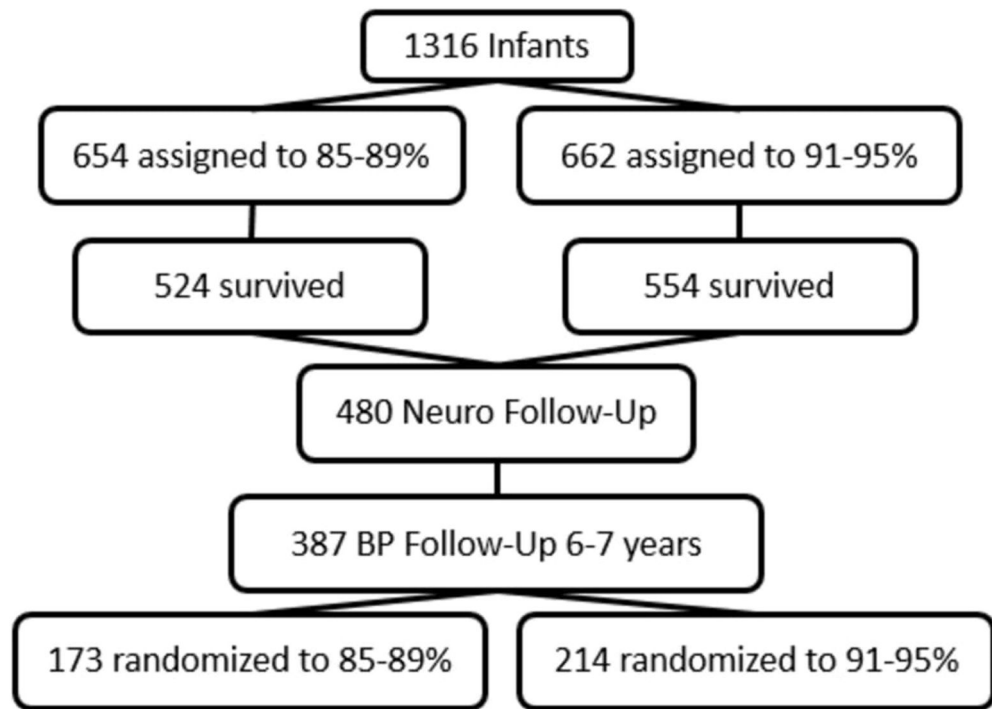 1316 Infants
654 assigned to 85-89%
662 assigned to 91-95%
524 survived
554 survived
480 Neuro Follow-Up
387 BP Follow-Up 6-7 years
173 randomized to 85-89%
214 randomized to 91-95%